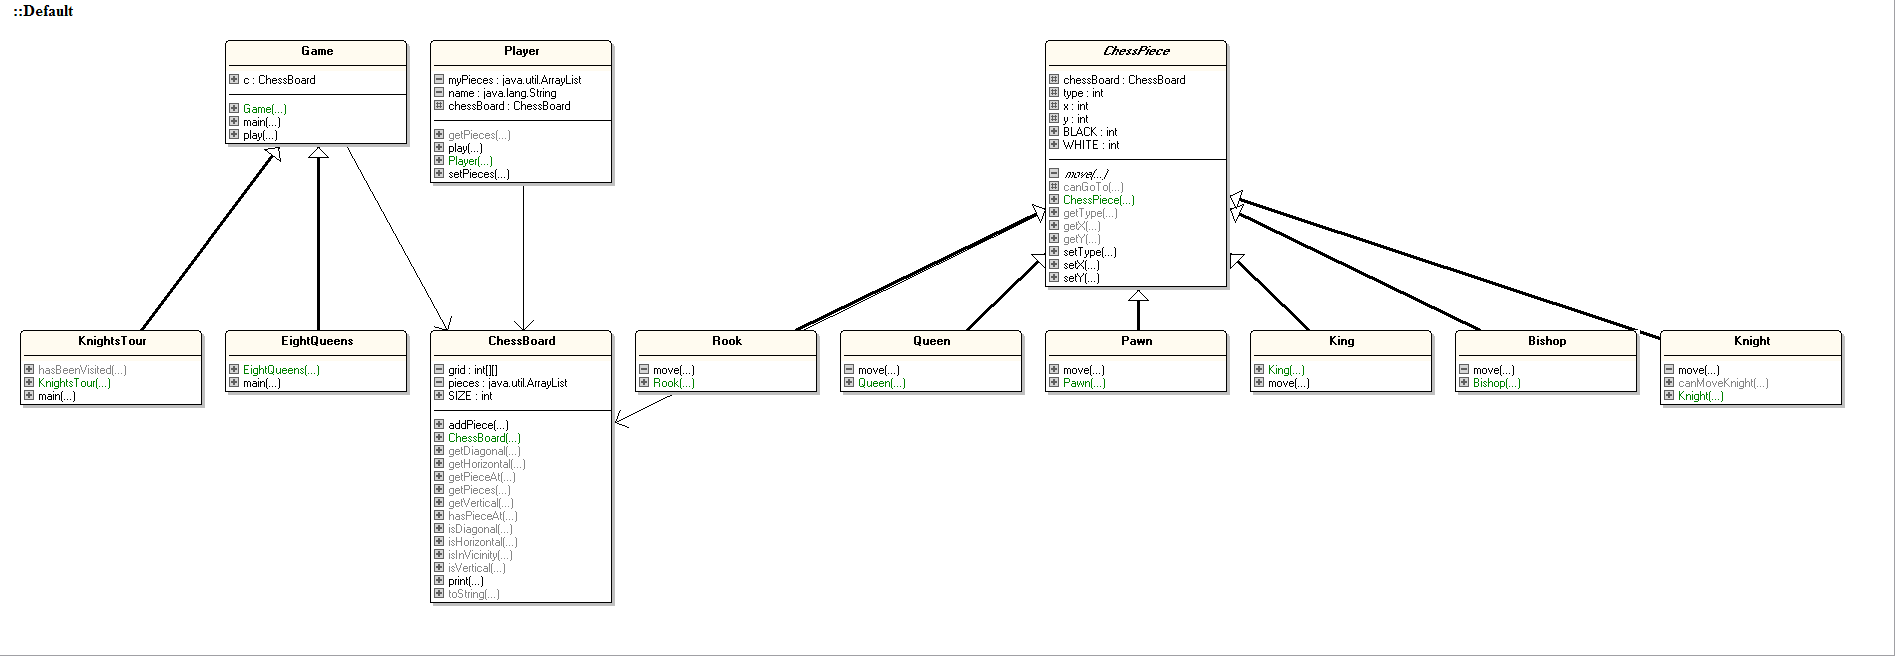 ::Default
Game
c : ChessBoard
Game(...)
main(...)
play(...)
Player
myPieces : java.util.ArrayList
name : java.lang.String
chessBoard : ChessBoard
getPieces(...)
play(...)
Player(...)
setPieces(...)
ChessPiece
chessBoard : ChessBoard
type : int
x : int
y : int
BLACK : int
WHITE : int
move(...)
canGoTo(...)
ChessPiece(...)
getType(...)
getX(...)
getY(...)
setType(...)
setX(...)
setY(...)
KnightsTour
hasBeenVisited(...)
KnightsTour(...)
main(...)
EightQueens
EightQueens(...)
main(...)
ChessBoard
grid : int[][]
pieces : java.util.ArrayList
SIZE : int
addPiece(...)
ChessBoard(...)
getDiagonal(...)
getHorizontal(...)
getPieceAt(...)
getPieces(...)
getVertical(...)
hasPieceAt(...)
isDiagonal(...)
isHorizontal(...)
isInVicinity(...)
isVertical(...)
print(...)
toString(...)
Rook
move(...)
Rook(...)
Queen
move(...)
Queen(...)
Pawn
move(...)
Pawn(...)
King
King(...)
move(...)
Bishop
move(...)
Bishop(...)
Knight
move(...)
canMoveKnight(...)
Knight(...)